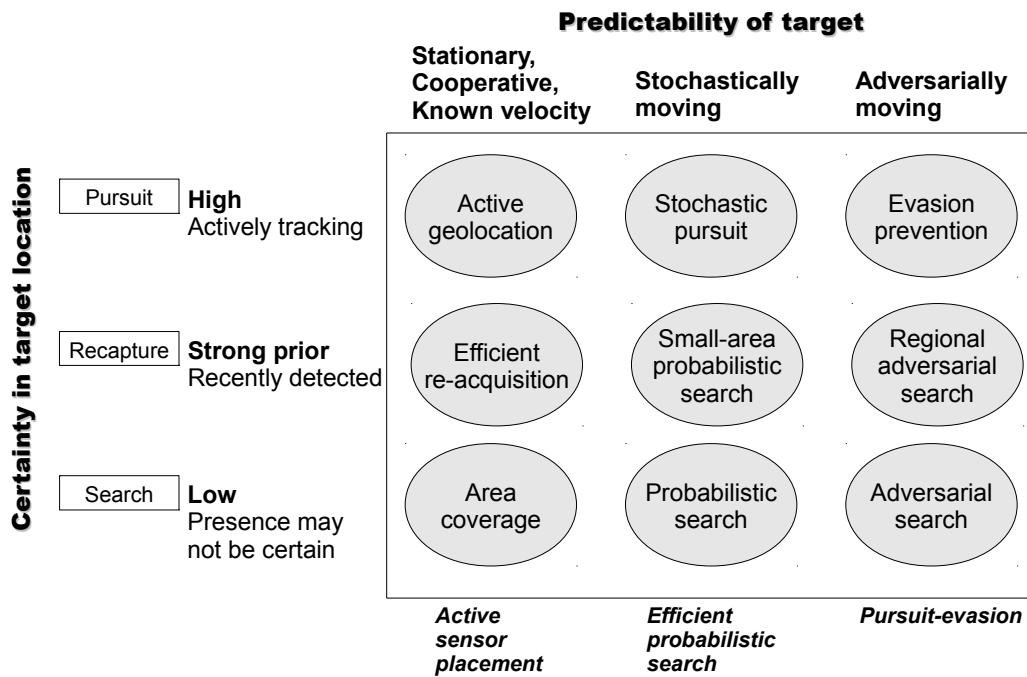 Predictability of target
Stationary,
Cooperative,
Known velocity
Stochastically
moving
Adversarially
moving
Certainty in target location
Pursuit
High
Actively tracking
Active
geolocation
Stochastic
pursuit
Evasion
prevention
Recapture
Strong prior
Recently detected
Efficient
re-acquisition
Small-area
probabilistic
search
Regional
adversarial
search
Search
Low
Presence may
not be certain
Area
coverage
Probabilistic
search
Adversarial
search
Active
sensor
placement
Efficient
probabilistic
search
Pursuit-evasion